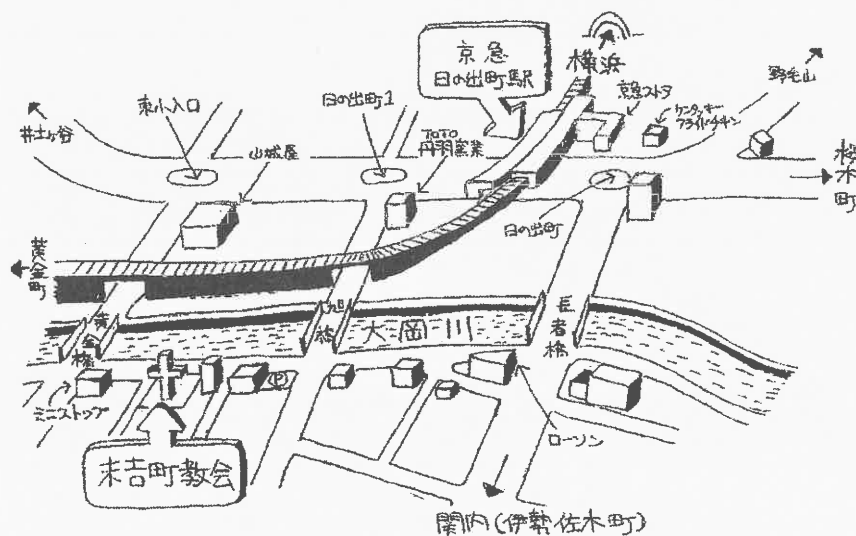 京急
日の出町駅
横浜
京急ストア
ケンタッキー
フライドチキン
野毛山
井土ヶ谷
東小入口
日の出町1
TOTO
丹羽窯業
山城屋
桜木町
日の出町
黄金町
黄金橋
旭橋
大岡川
長者橋
ミニストップ
P
ローソン
末吉町教会
関内(伊勢佐木町)